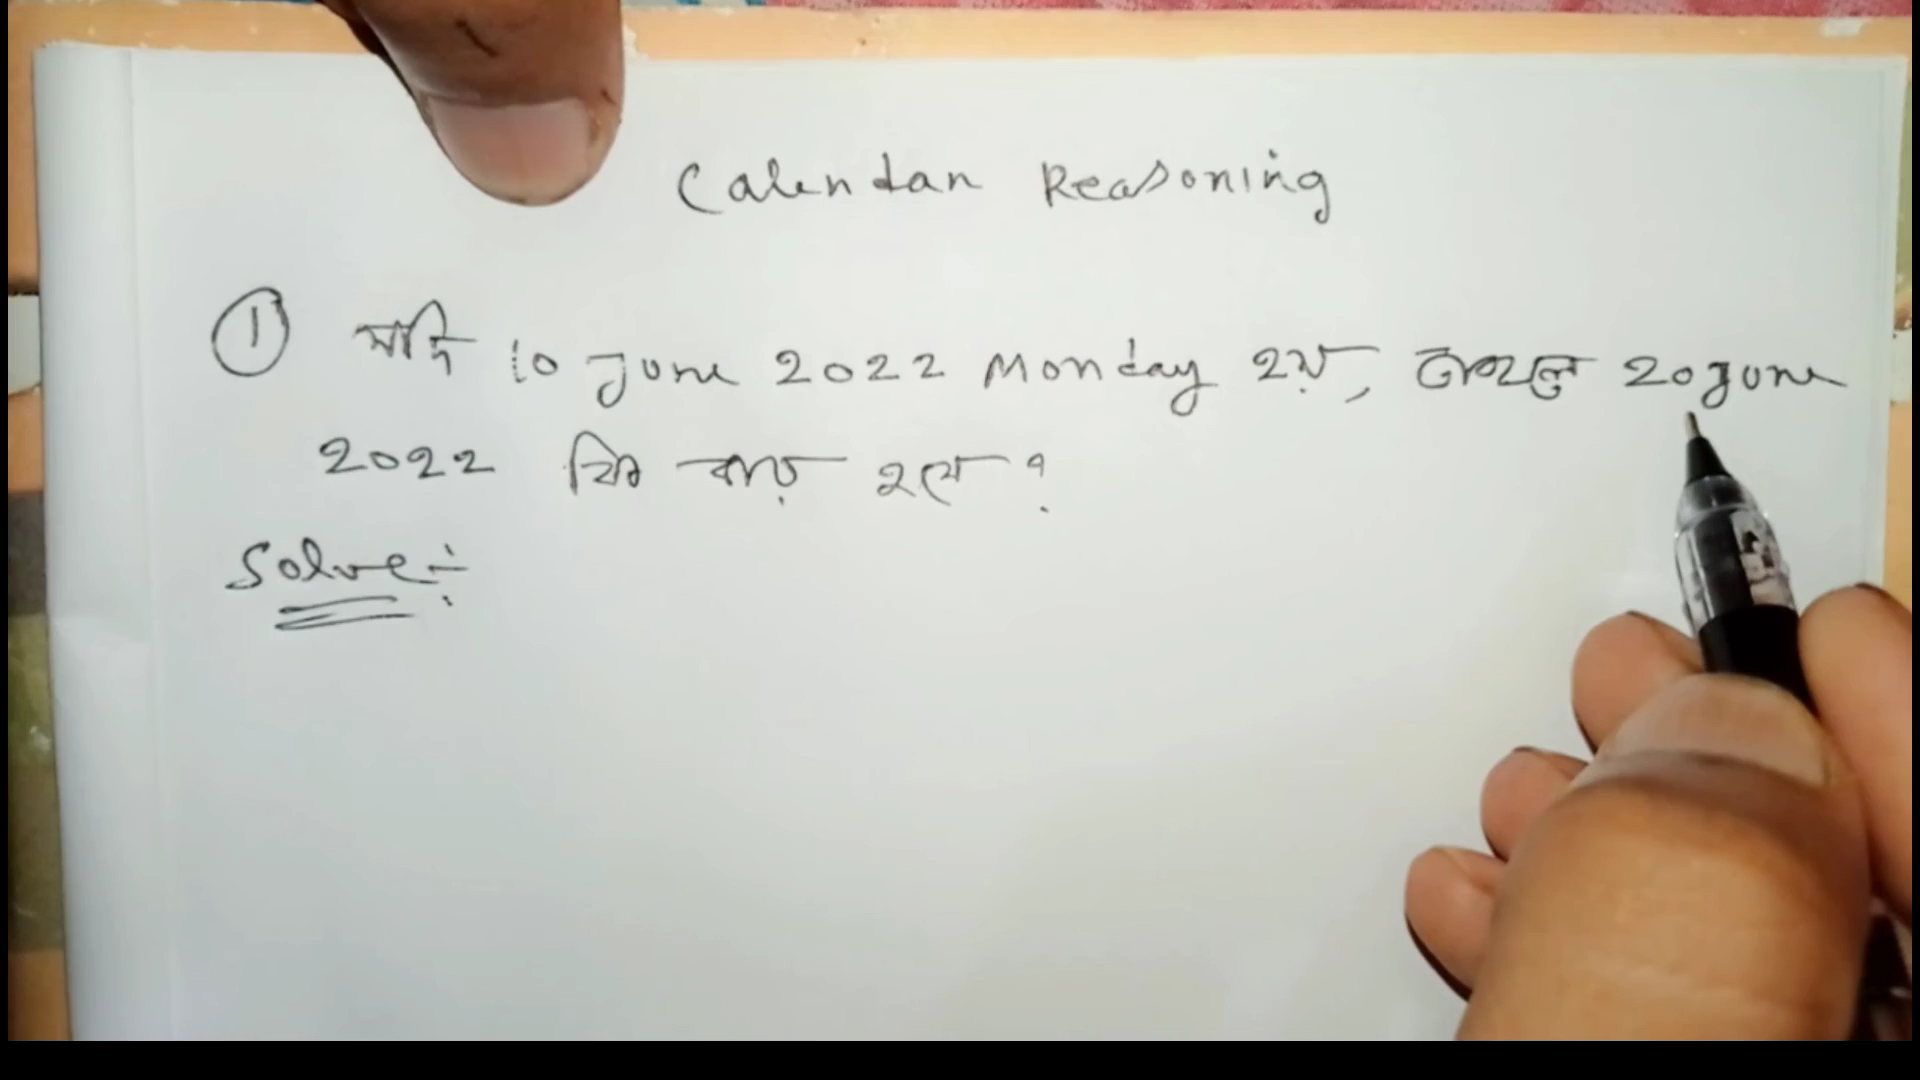 Calendar Reasoning
① যদি 10 June 2022 Monday হয়, তাহলে 20 June
2022 কি বার হবে?
Solve:-